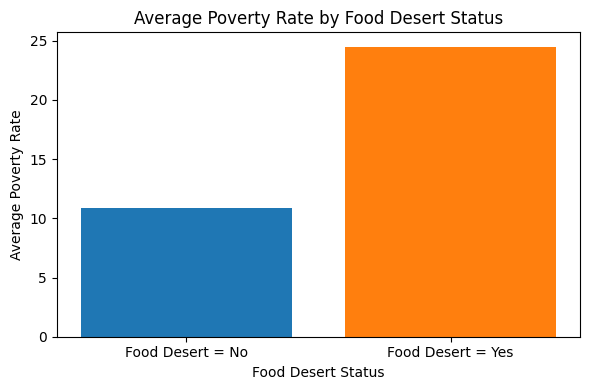 Average Poverty Rate by Food Desert Status
Average Poverty Rate
25
20
15
10
5
0
Food Desert = No
Food Desert = Yes
Food Desert Status